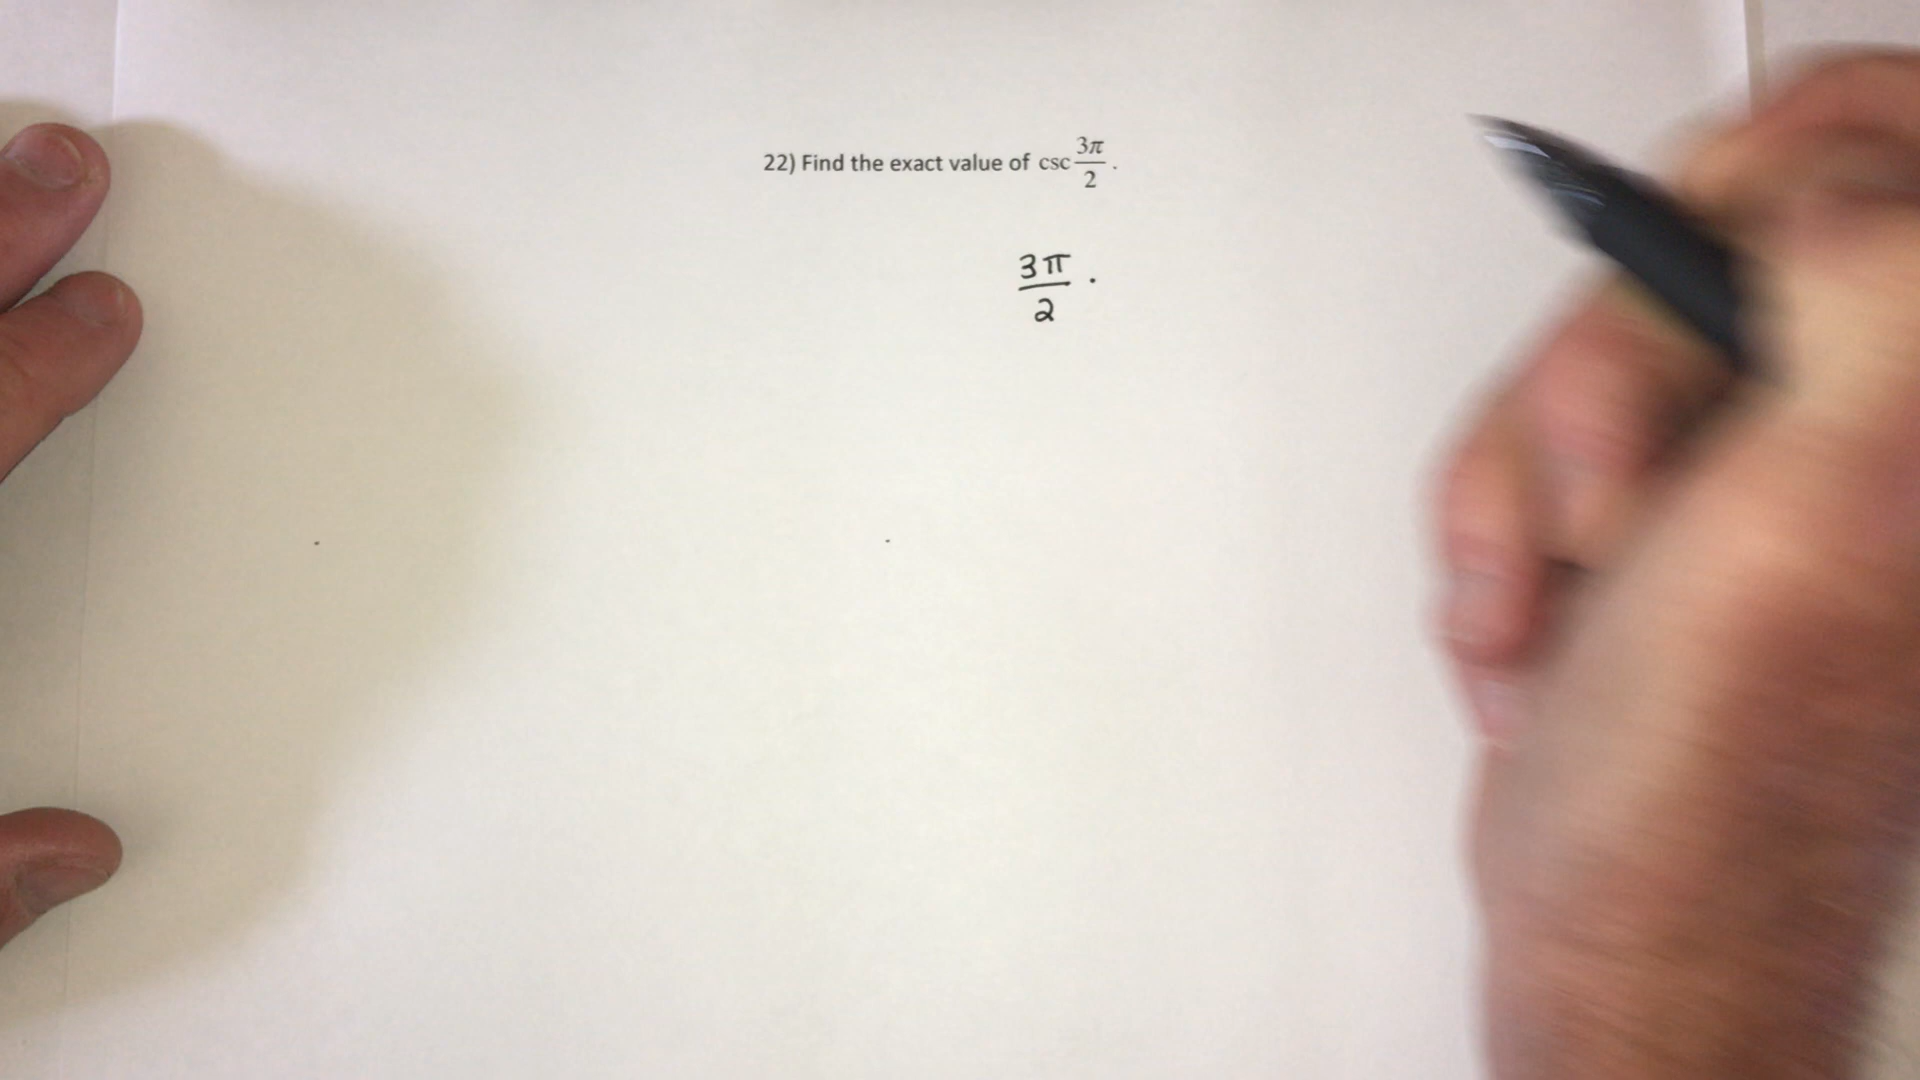 22) Find the exact value of csc 3π/2 .
3π/2 ·